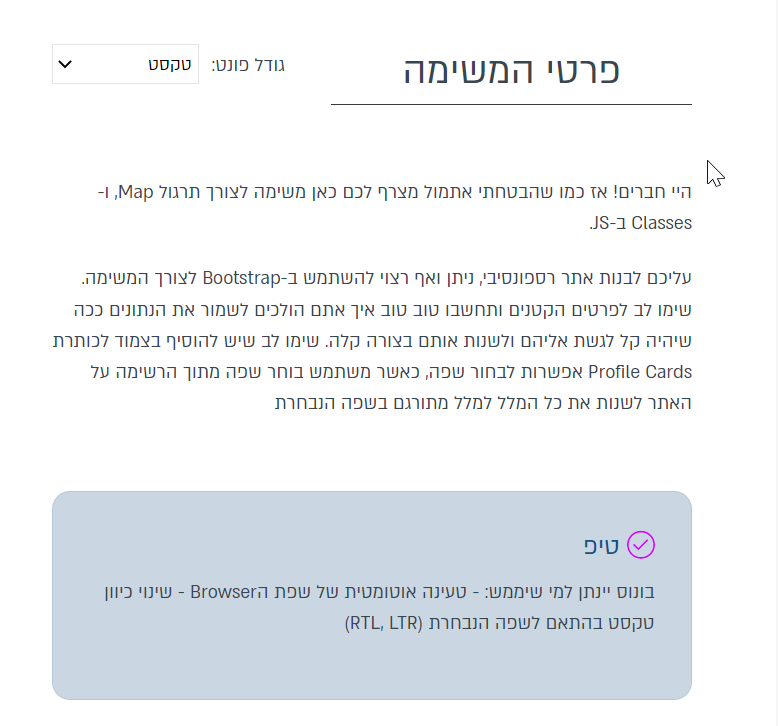 פרטי המשימה
גודל פונט: טקסט
היי חברים! אז כמו שהבטחתי אתמול מצרף לכם כאן משימה לצורך תרגול Map, ו-
Classes ב-JS.
עליכם לבנות אתר רספונסיבי, ניתן ואף רצוי להשתמש ב-Bootstrap לצורך המשימה.
שימו לב לפרטים הקטנים ותחשבו טוב טוב איך אתם הולכים לשמור את הנתונים ככה
שיהיה קל לגשת אליהם ולשנות אותם בצורה קלה. שימו לב שיש להוסיף בצמוד לכותרת
Profile Cards אפשרות לבחור שפה, כאשר משתמש בוחר שפה מתוך הרשימה על
האתר לשנות את כל המלל למלל מתורגם בשפה הנבחרת
טיפ
בונוס יינתן למי שיממש: - טעינה אוטומטית של שפת הBrowser - שינוי כיוון
טקסט בהתאם לשפה הנבחרת (RTL, LTR)